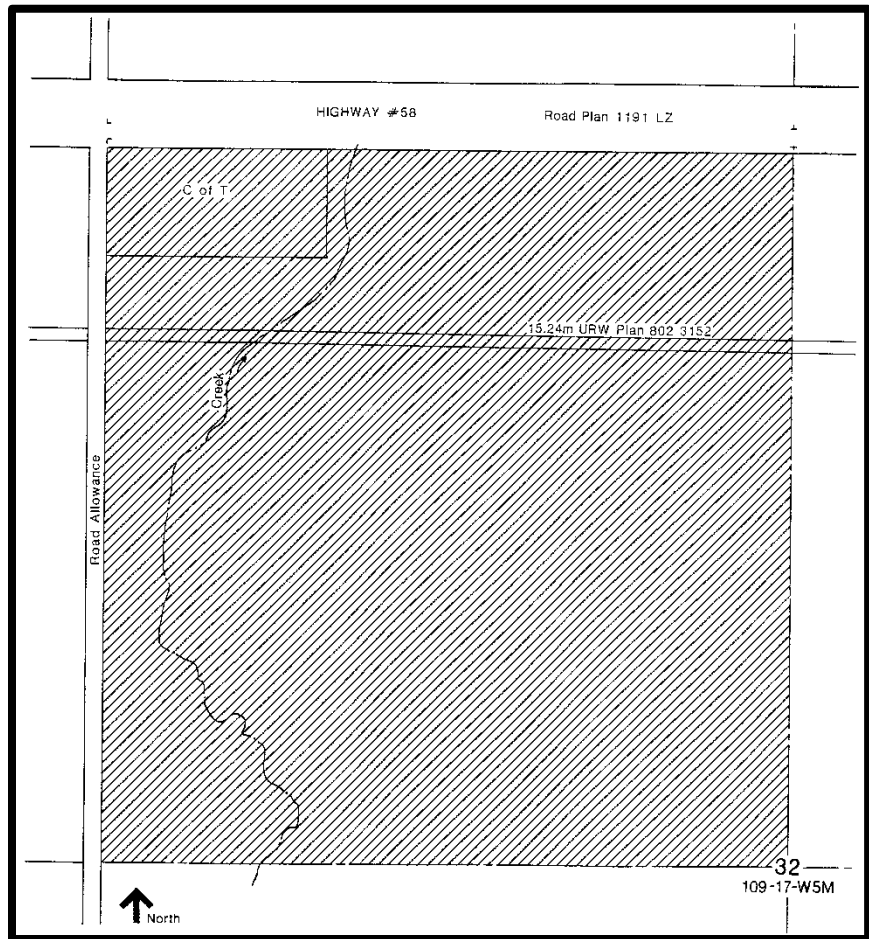 HIGHWAY #58
Road Plan 1191 LZ
C of T
15.24m URW Plan 802 3152
Creek
Road Allowance
32
109-17-W5M
North